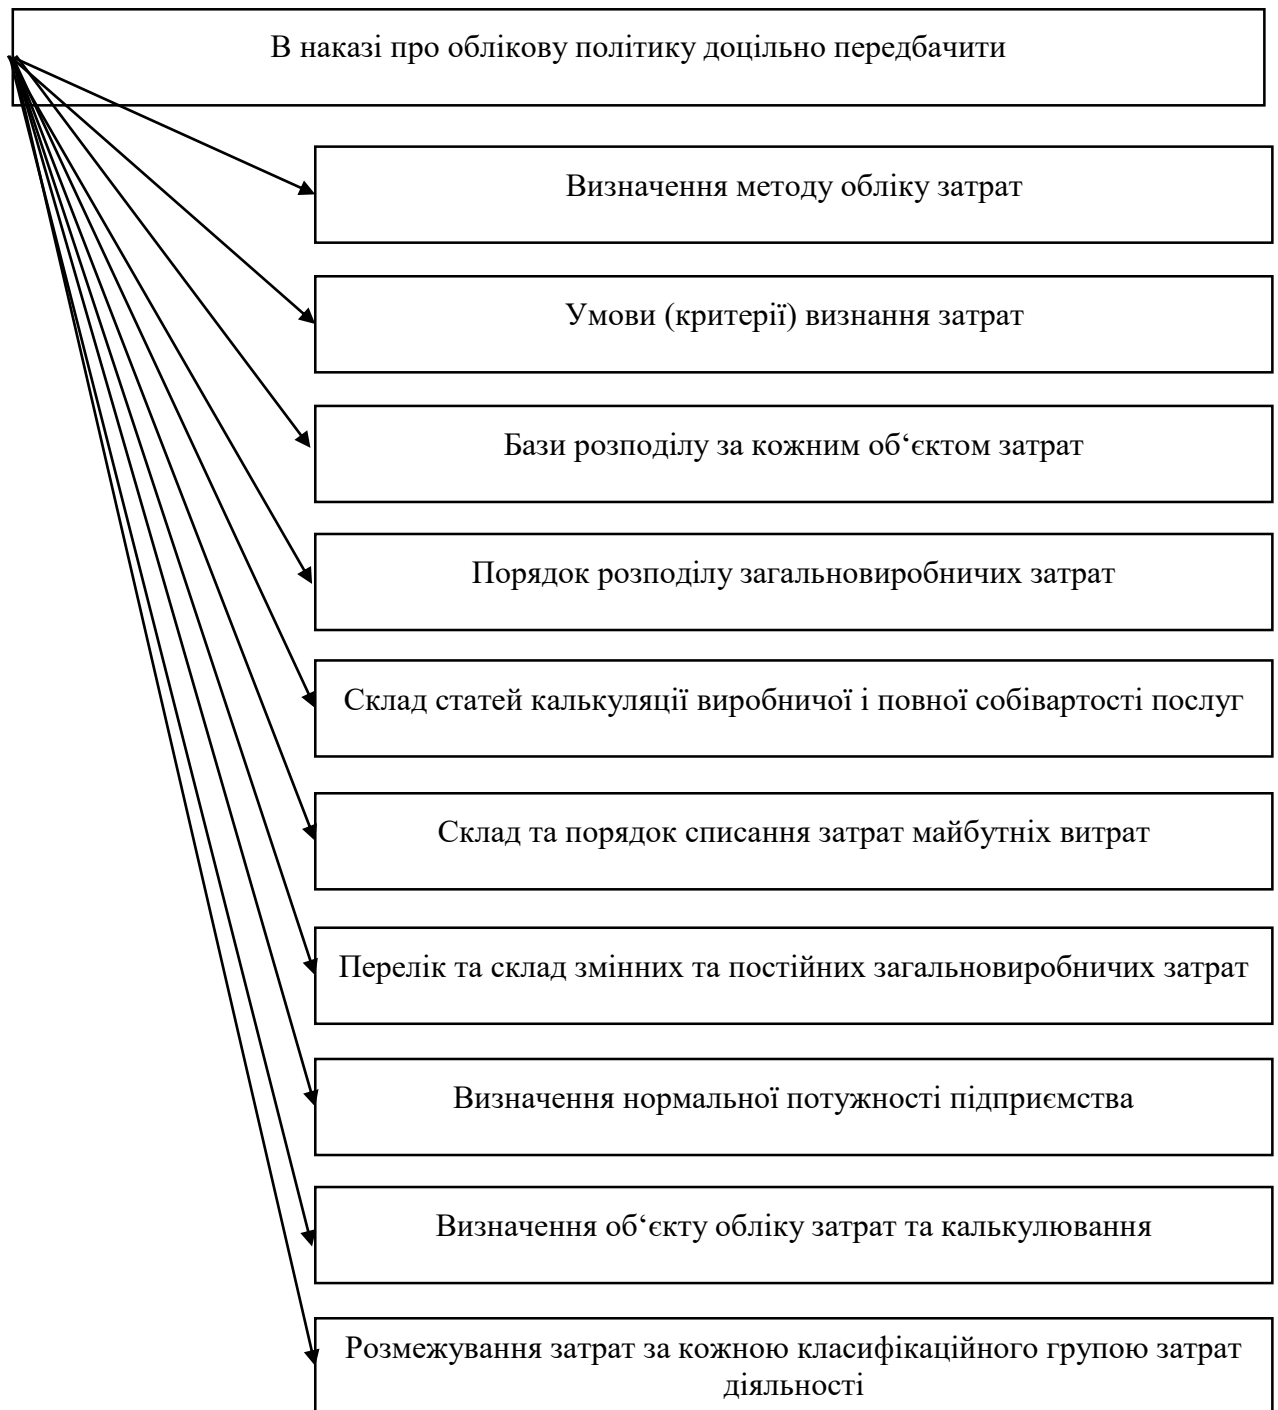 В наказі про облікову політику доцільно передбачити
Визначення методу обліку затрат
Умови (критерії) визнання затрат
Бази розподілу за кожним об‘єктом затрат
Порядок розподілу загальновиробничих затрат
Склад статей калькуляції виробничої і повної собівартості послуг
Склад та порядок списання затрат майбутніх витрат
Перелік та склад змінних та постійних загальновиробничих затрат
Визначення нормальної потужності підприємства
Визначення об‘єкту обліку затрат та калькулювання
Розмежування затрат за кожною класифікаційного групою затрат
діяльності